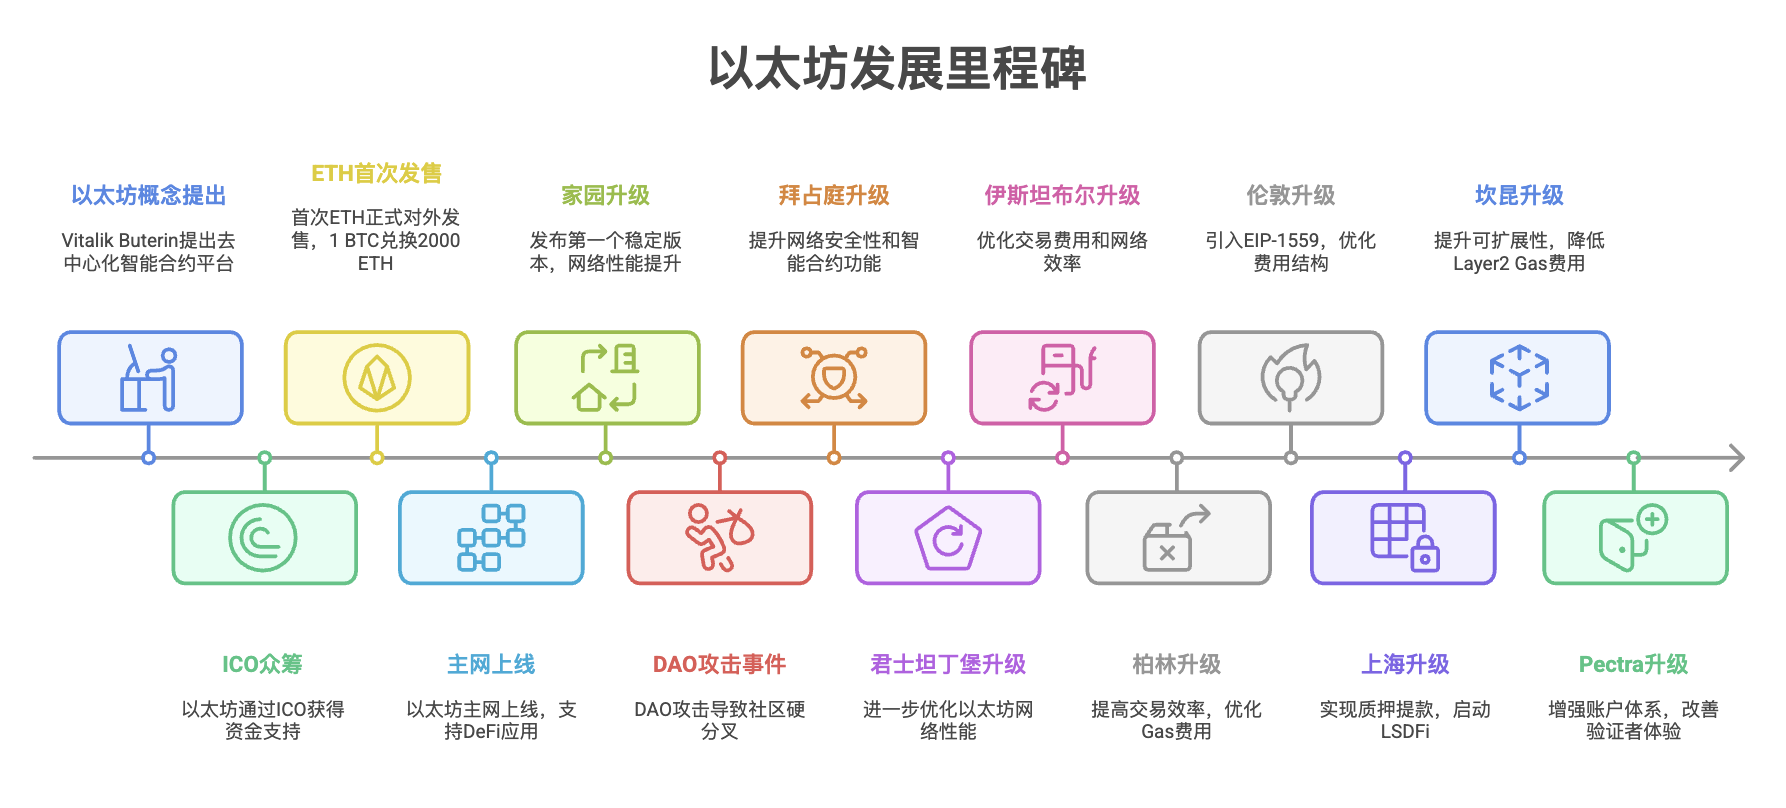 以太坊发展里程碑
以太坊概念提出
Vitalik Buterin提出去
中心化智能合约平台
ICO众筹
以太坊通过ICO获得
资金支持
ETH首次发售
首次ETH正式对外发
售，1 BTC兑换2000
ETH
主网上线
以太坊主网上线，支
持DeFi应用
家园升级
发布第一个稳定版
本，网络性能提升
DAO攻击事件
DAO攻击导致社区硬
分叉
拜占庭升级
提升网络安全性和智
能合约功能
君士坦丁堡升级
进一步优化以太坊网
络性能
伊斯坦布尔升级
优化交易费用和网络
效率
柏林升级
提高交易效率，优化
Gas费用
伦敦升级
引入EIP-1559，优化
费用结构
上海升级
实现质押提款，启动
LSDFi
坎昆升级
提升可扩展性，降低
Layer2 Gas费用
Pectra升级
增强账户体系，改善
验证者体验